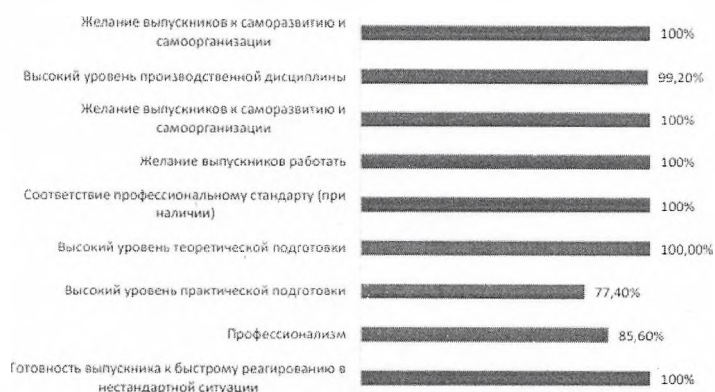 Желание выпускников к саморазвитию и
самоорганизации
100%
Высокий уровень производственной дисциплины
99,20%
Желание выпускников к саморазвитию и
самоорганизации
100%
Желание выпускников работать
100%
Соответствие профессиональному стандарту (при
наличии)
100%
Высокий уровень теоретической подготовки
100,00%
Высокий уровень практической подготовки
77,40%
Профессионализм
85,60%
Готовность выпускника к быстрому реагированию в
нестандартной ситуации
100%